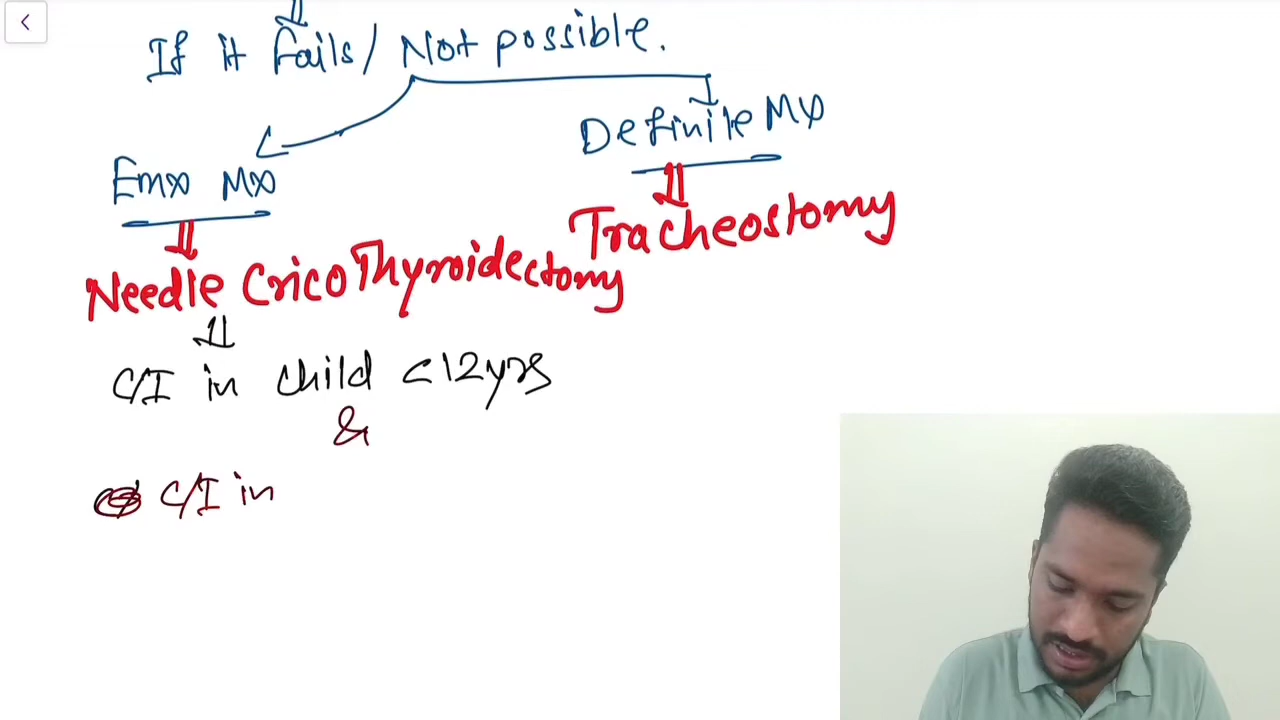 If it fails/ Not possible.
Emx Mx
Definite Mx
Needle CricoThyroidectomy
Tracheostomy
C/I in child <12yrs
&
C/I in